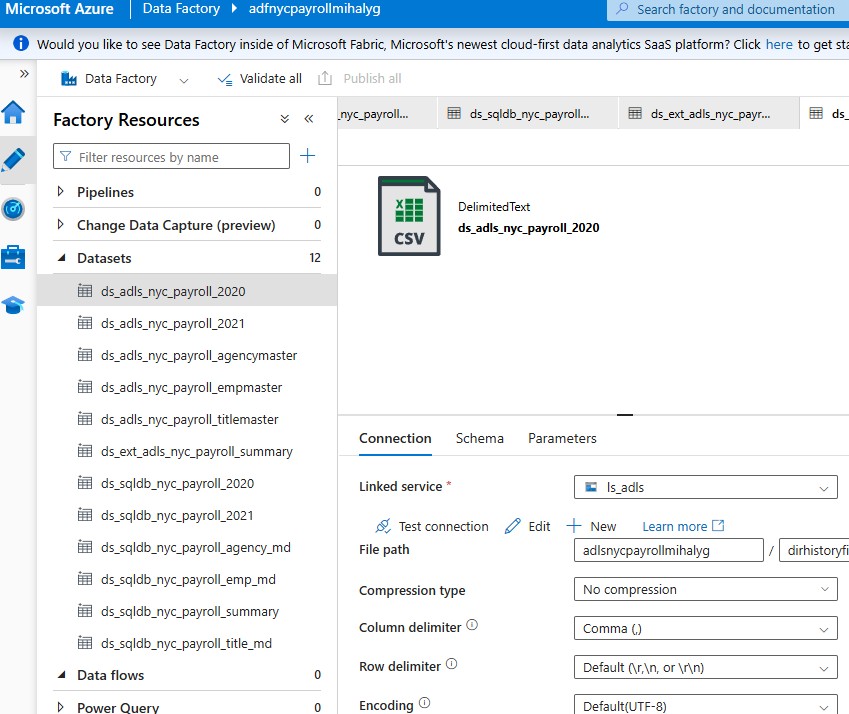 Microsoft Azure Data Factory adfnycpayrollmihalyg Search factory and documentation
Would you like to see Data Factory inside of Microsoft Fabric, Microsoft's newest cloud-first data analytics SaaS platform? Click here to get sta
Data Factory Validate all Publish all
Factory Resources
_nyc_payroll... ds_sqldb_nyc_payroll... ds_ext_adls_nyc_payr... ds_
Filter resources by name
Pipelines 0
Change Data Capture (preview) 0
Datasets 12
ds_adls_nyc_payroll_2020
ds_adls_nyc_payroll_2021
ds_adls_nyc_payroll_agencymaster
ds_adls_nyc_payroll_empmaster
ds_adls_nyc_payroll_titlemaster
ds_ext_adls_nyc_payroll_summary
ds_sqldb_nyc_payroll_2020
ds_sqldb_nyc_payroll_2021
ds_sqldb_nyc_payroll_agency_md
ds_sqldb_nyc_payroll_emp_md
ds_sqldb_nyc_payroll_summary
ds_sqldb_nyc_payroll_title_md
Data flows 0
Power Query 0
CSV
DelimitedText
ds_adls_nyc_payroll_2020
Connection Schema Parameters
Linked service * ls_adls
Test connection Edit New Learn more
File path adlsnycpayrollmihalyg / dirhistoryfi
Compression type No compression
Column delimiter Comma (,)
Row delimiter Default (\r,\n, or \r\n)
Encoding Default(UTF-8)